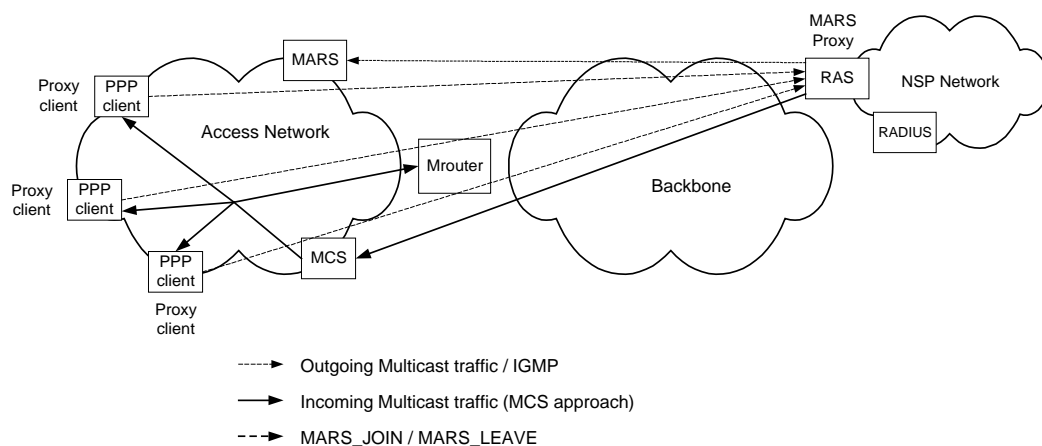 MARS
Proxy
MARS
RAS
NSP Network
Proxy
client
PPP
client
RADIUS
Access Network
Mrouter
Backbone
Proxy
client
PPP
client
MCS
PPP
client
Proxy
client
Outgoing Multicast traffic / IGMP
Incoming Multicast traffic (MCS approach)
MARS_JOIN / MARS_LEAVE